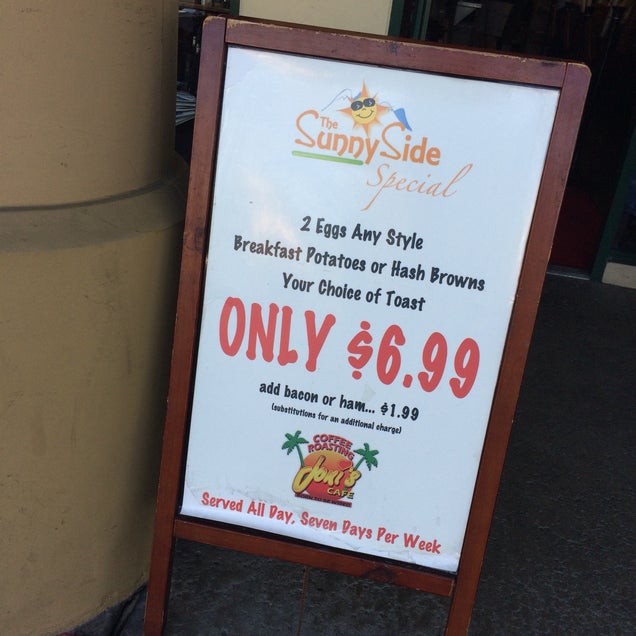 The
Sunny Side
Special
2 Eggs Any Style
Breakfast Potatoes or Hash Browns
Your Choice of Toast
ONLY $6.99
add bacon or ham... $1.99
(substitutions for an additional charge)
COFFEE
ROASTING
Joni's
CAFE
Served All Day, Seven Days Per Week